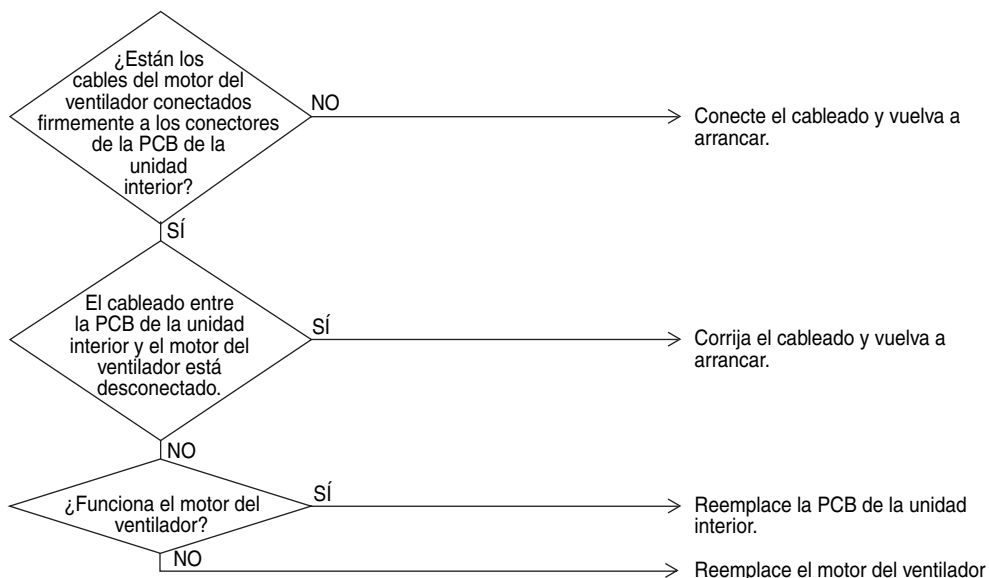 ¿Están los
cables del motor del
ventilador conectados
firmemente a los conectores
de la PCB de la
unidad
interior?
NO
Conecte el cableado y vuelva a
arrancar.
SÍ
El cableado entre
la PCB de la unidad
interior y el motor del
ventilador está
desconectado.
SÍ
Corrija el cableado y vuelva a
arrancar.
NO
¿Funciona el motor del
ventilador?
SÍ
Reemplace la PCB de la unidad
interior.
NO
Reemplace el motor del ventilador